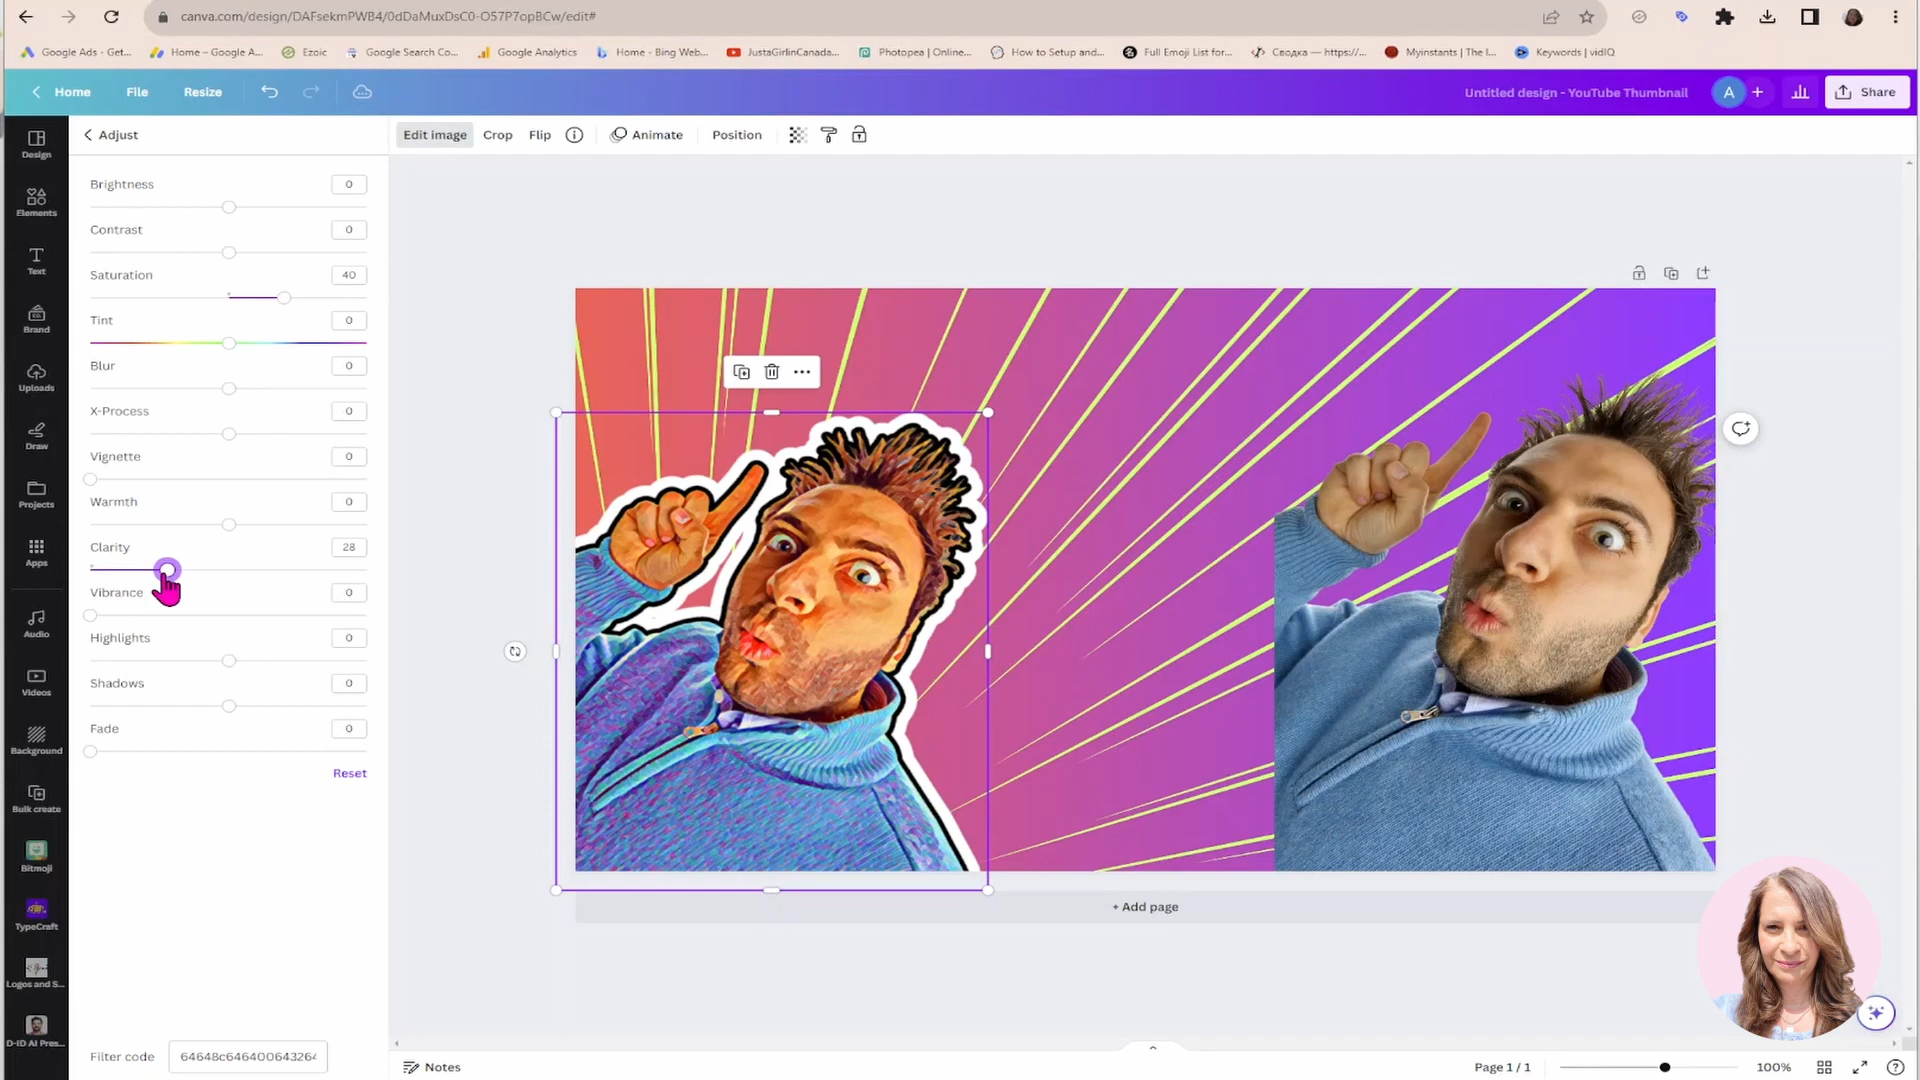 canva.com/design/DAFsekmPWB4/0dDaMuxDsC0-O57P7opBCw/edit#
Google Ads - Get...
Home – Google A...
Ezoic
Google Search Co...
Google Analytics
Home - Bing Web...
JustaGirlinCanada...
Photopea | Online...
How to Setup and...
Full Emoji List for...
Сводка — https://...
Myinstants | The I...
Keywords | vidIQ
Home
File
Resize
Untitled design - YouTube Thumbnail
A
Share
Design
Elements
Text
Brand
Uploads
Draw
Projects
Apps
Audio
Videos
Background
Bulk create
Bitmoji
TypeCraft
Logos and S...
D-ID AI Pres...
Adjust
Brightness 0
Contrast 0
Saturation 40
Tint 0
Blur 0
X-Process 0
Vignette 0
Warmth 0
Clarity 28
Vibrance 0
Highlights 0
Shadows 0
Fade 0
Reset
Filter code 64648c646400643264
Edit image
Crop
Flip
Animate
Position
+ Add page
Notes
Page 1 / 1
100%